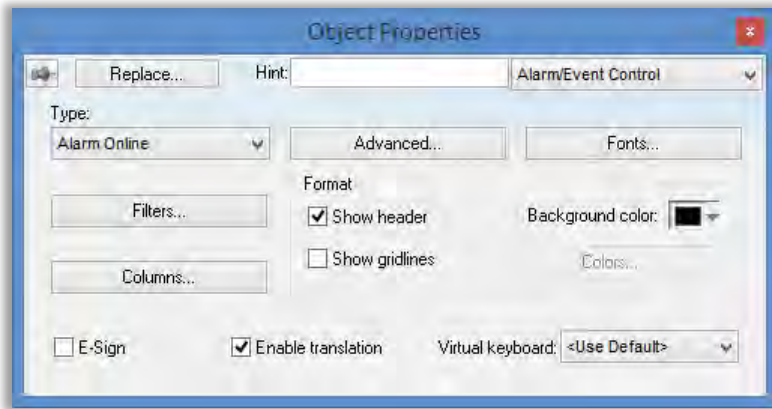 Object Properties
Replace... Hint: Alarm/Event Control
Type:
Alarm Online Advanced... Fonts...
Format
Filters... Show header Background color:
Show gridlines Colors...
Columns...
E-Sign Enable translation Virtual keyboard: <Use Default>